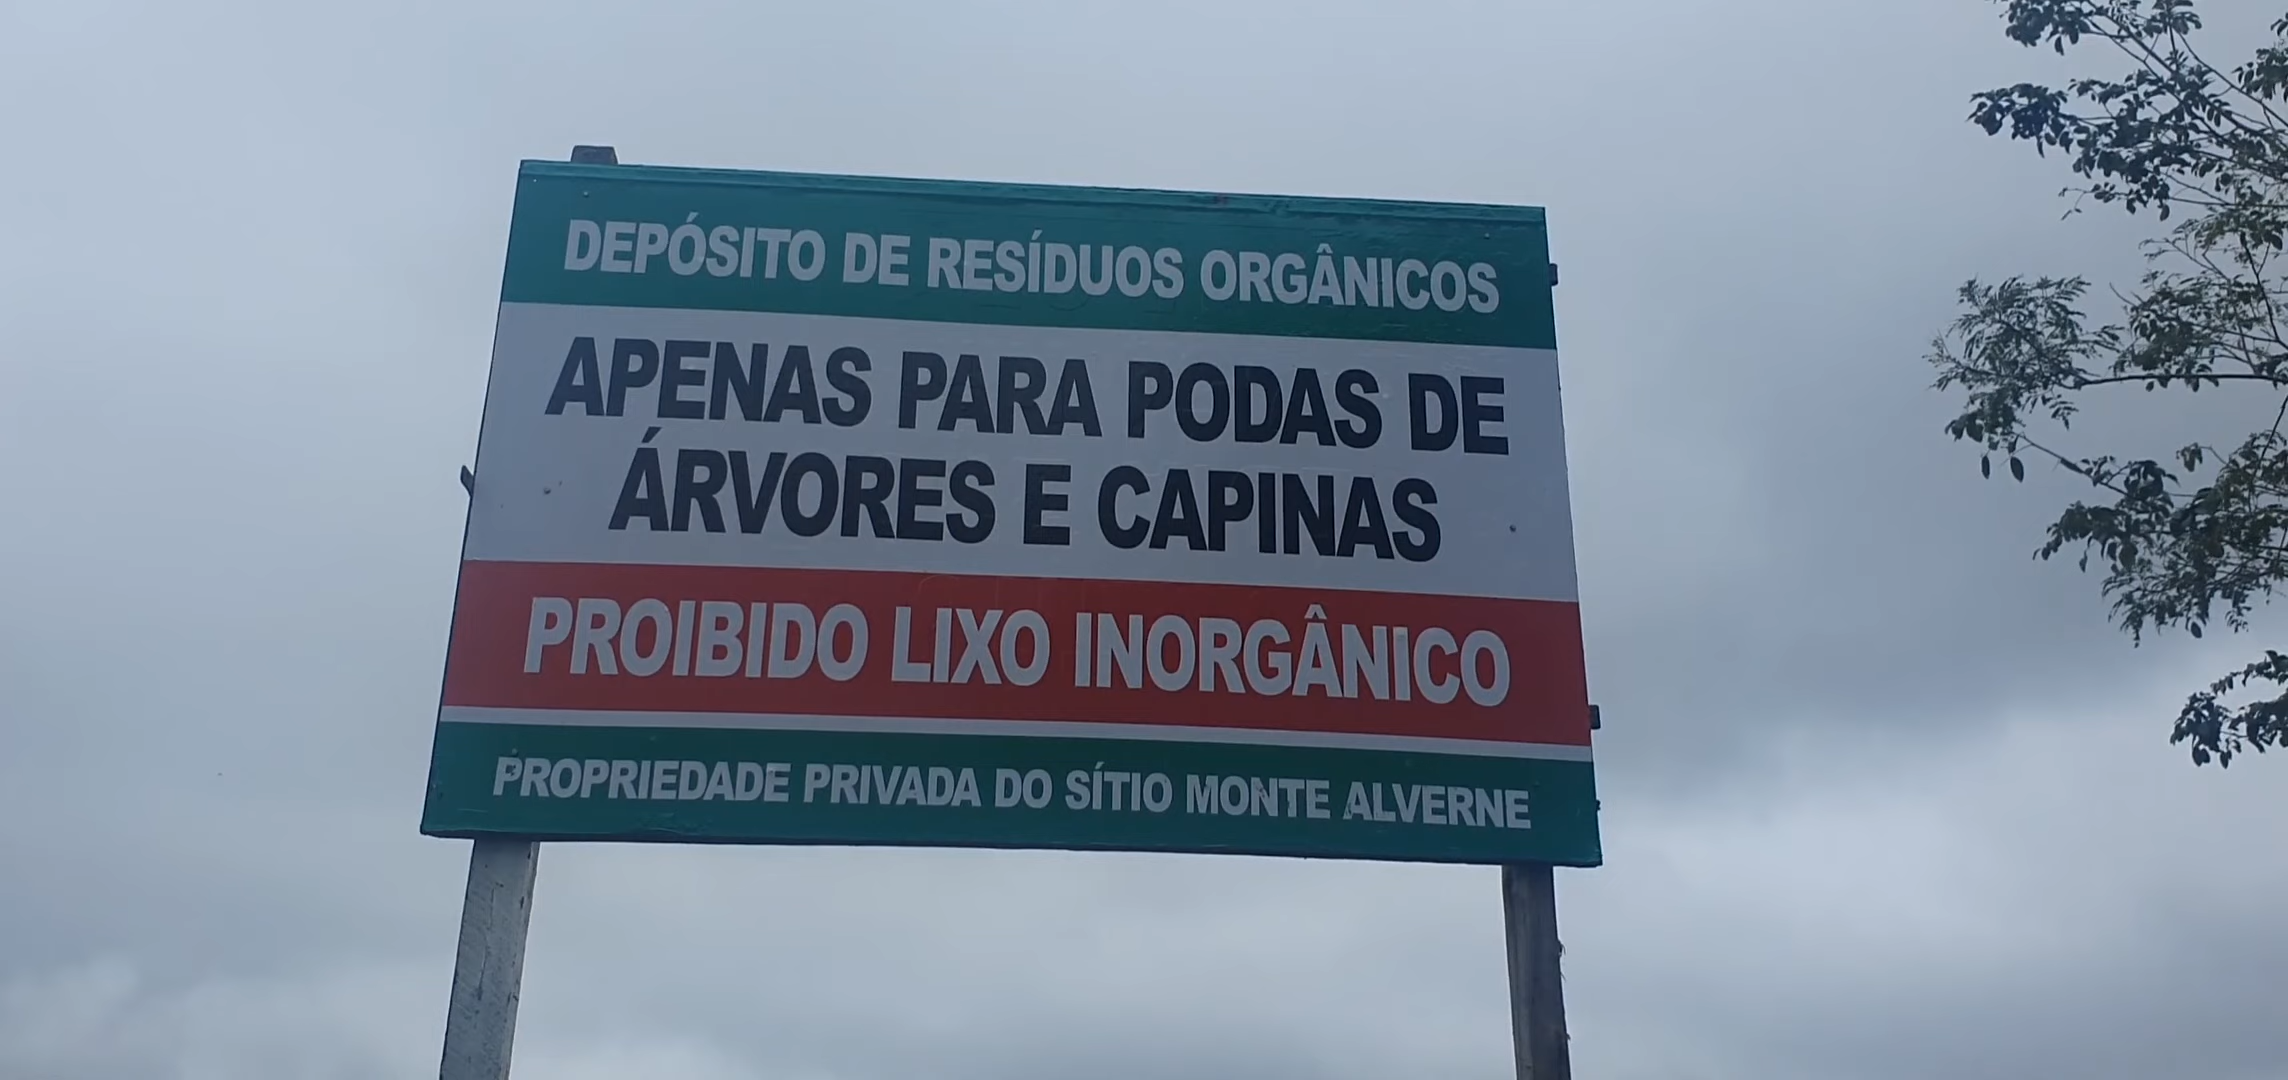 DEPÓSITO DE RESÍDUOS ORGÂNICOS
APENAS PARA PODAS DE
ÁRVORES E CAPINAS
PROIBIDO LIXO INORGÂNICO
PROPRIEDADE PRIVADA DO SÍTIO MONTE ALVERNE